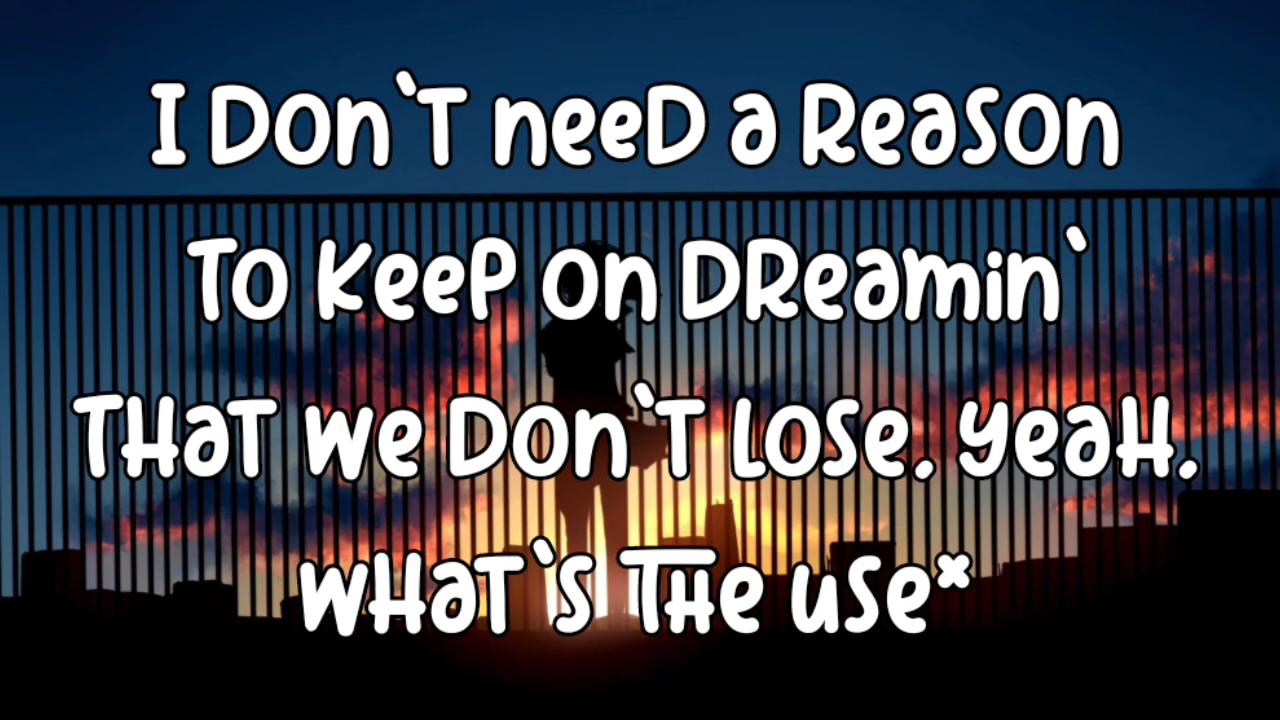 I Don`t need a Reason
To Keep on Dreamin`
That we Don`t lose, yeah,
what`s the use*